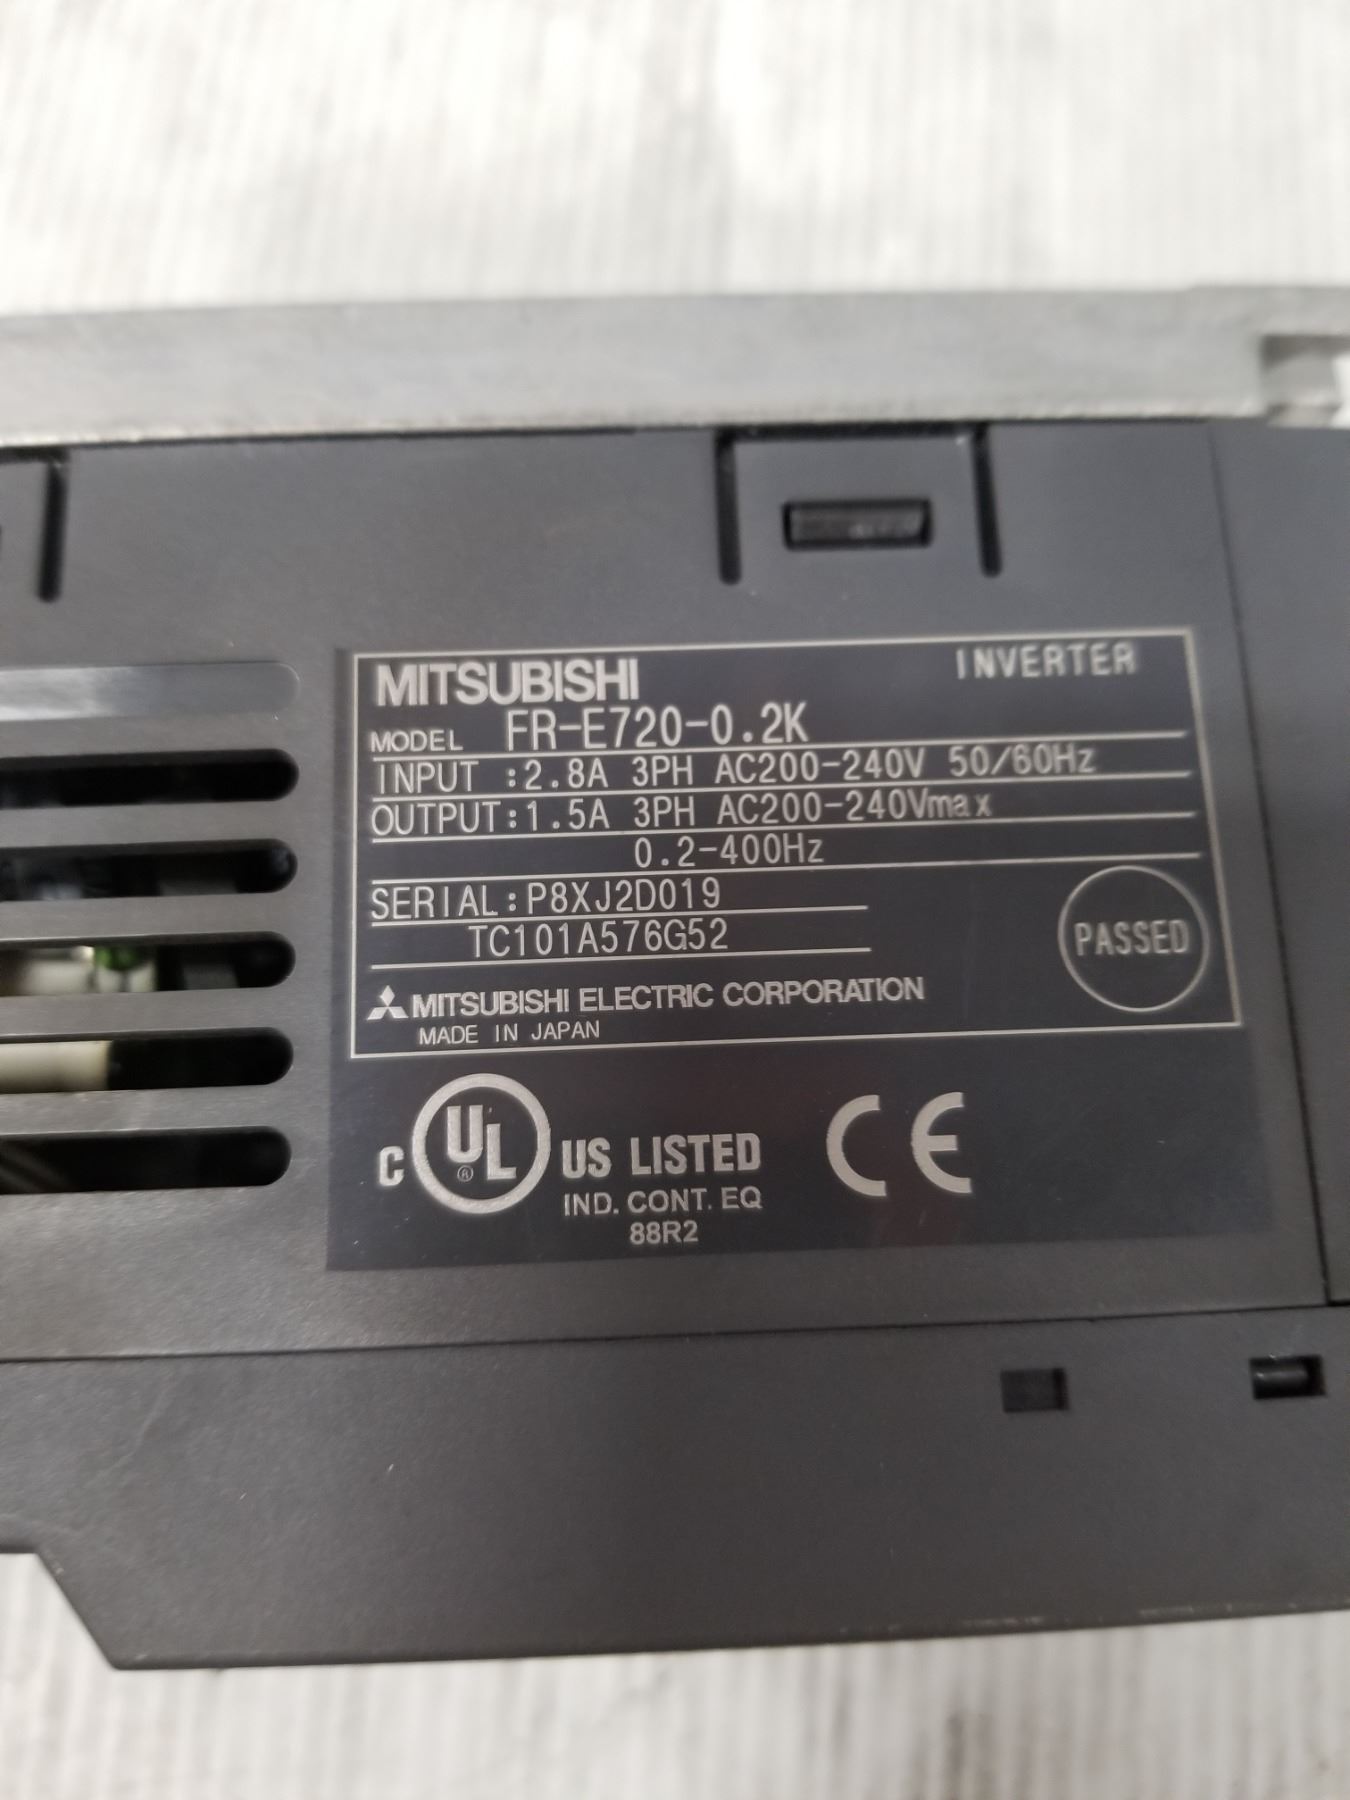 MITSUBISHI INVERTER
MODEL FR-E720-0.2K
INPUT :2.8A 3PH AC200-240V 50/60Hz
OUTPUT:1.5A 3PH AC200-240Vmax
0.2-400Hz
SERIAL:P8XJ2D019
TC101A576G52
PASSED
MITSUBISHI ELECTRIC CORPORATION
MADE IN JAPAN
C UL ® US LISTED CE
IND. CONT. EQ
88R2